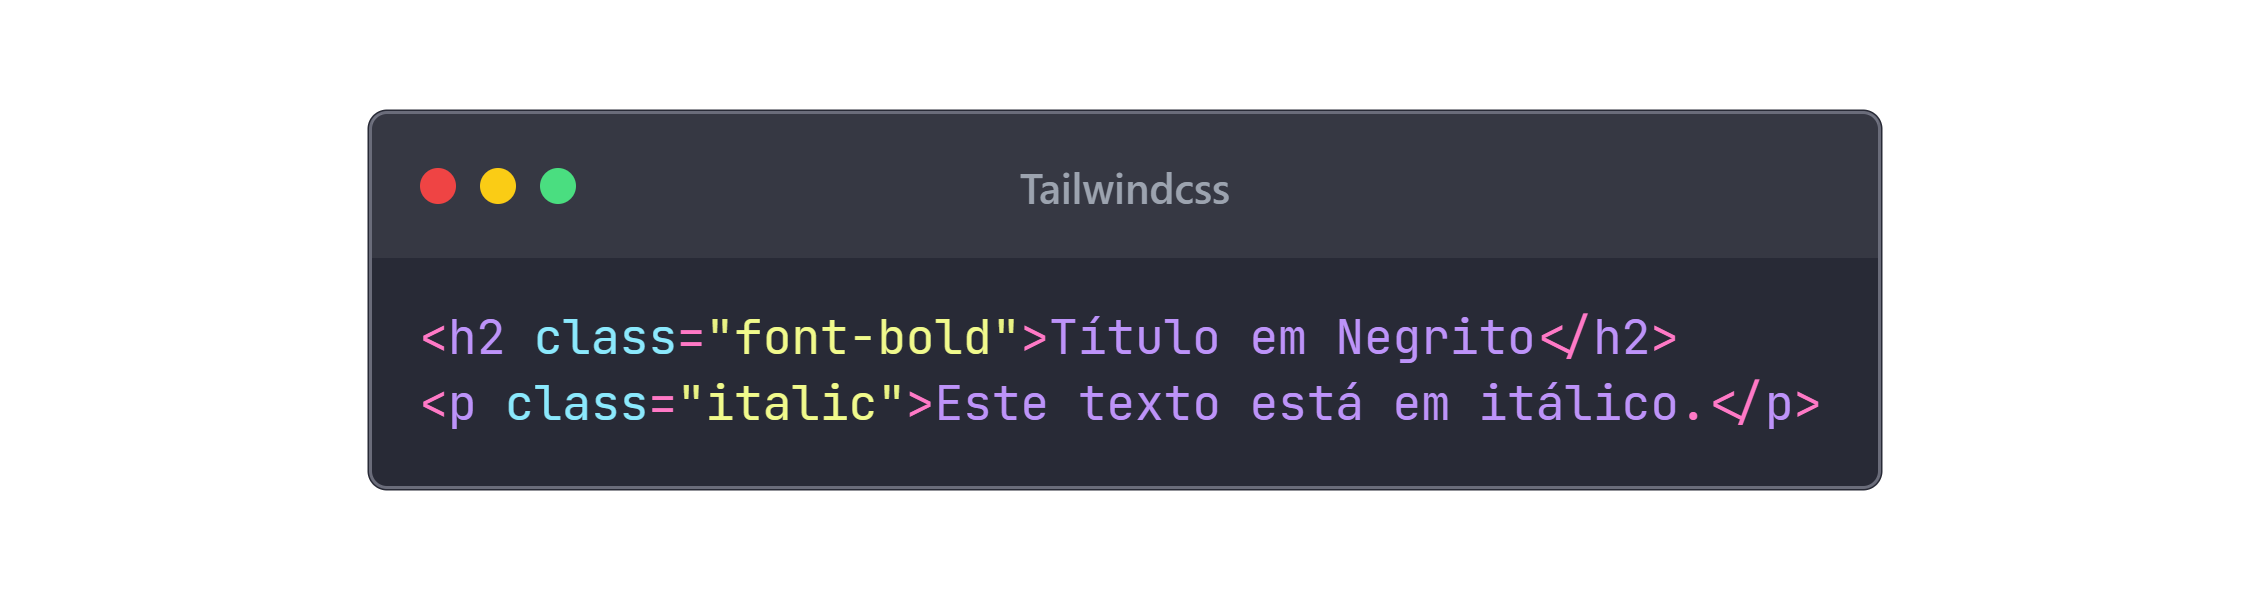 Tailwindcss
<h2 class="font-bold">Título em Negrito</h2>
<p class="italic">Este texto está em itálico.</p>